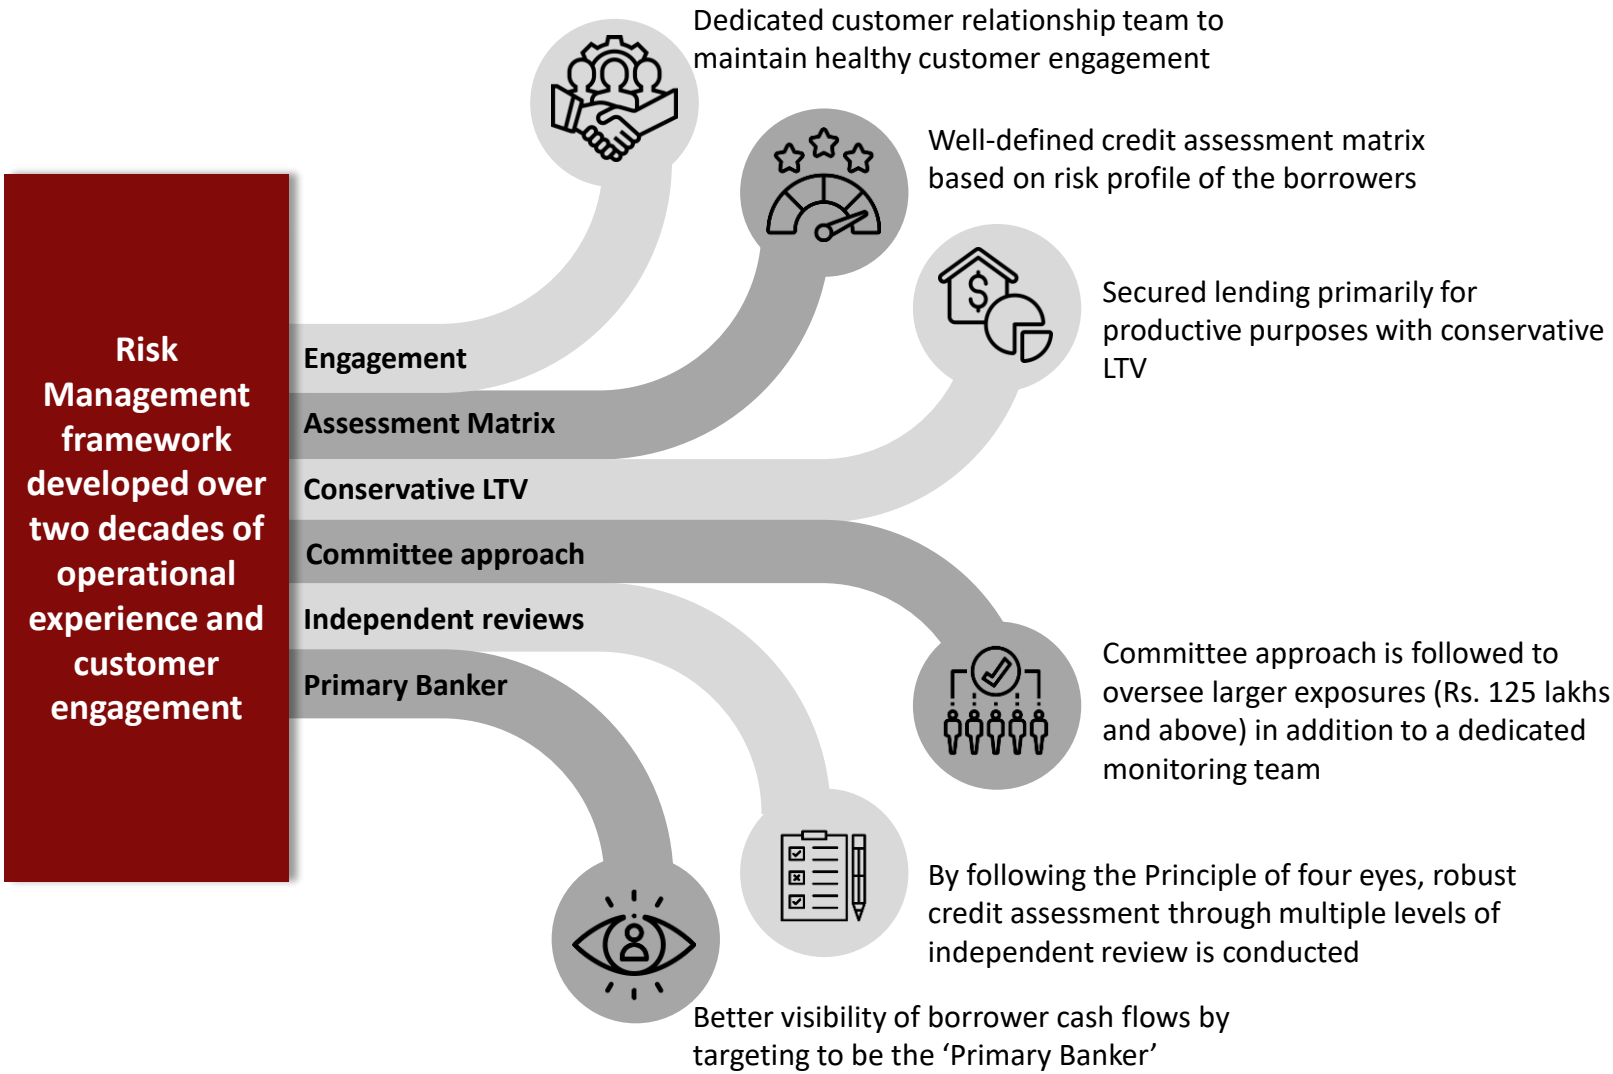 Risk
Management
framework
developed over
two decades of
operational
experience and
customer
engagement
Engagement
Assessment Matrix
Conservative LTV
Committee approach
Independent reviews
Primary Banker
Dedicated customer relationship team to
maintain healthy customer engagement
Well-defined credit assessment matrix
based on risk profile of the borrowers
$
Secured lending primarily for
productive purposes with conservative
LTV
Committee approach is followed to
oversee larger exposures (Rs. 125 lakhs
and above) in addition to a dedicated
monitoring team
By following the Principle of four eyes, robust
credit assessment through multiple levels of
independent review is conducted
Better visibility of borrower cash flows by
targeting to be the ‘Primary Banker’